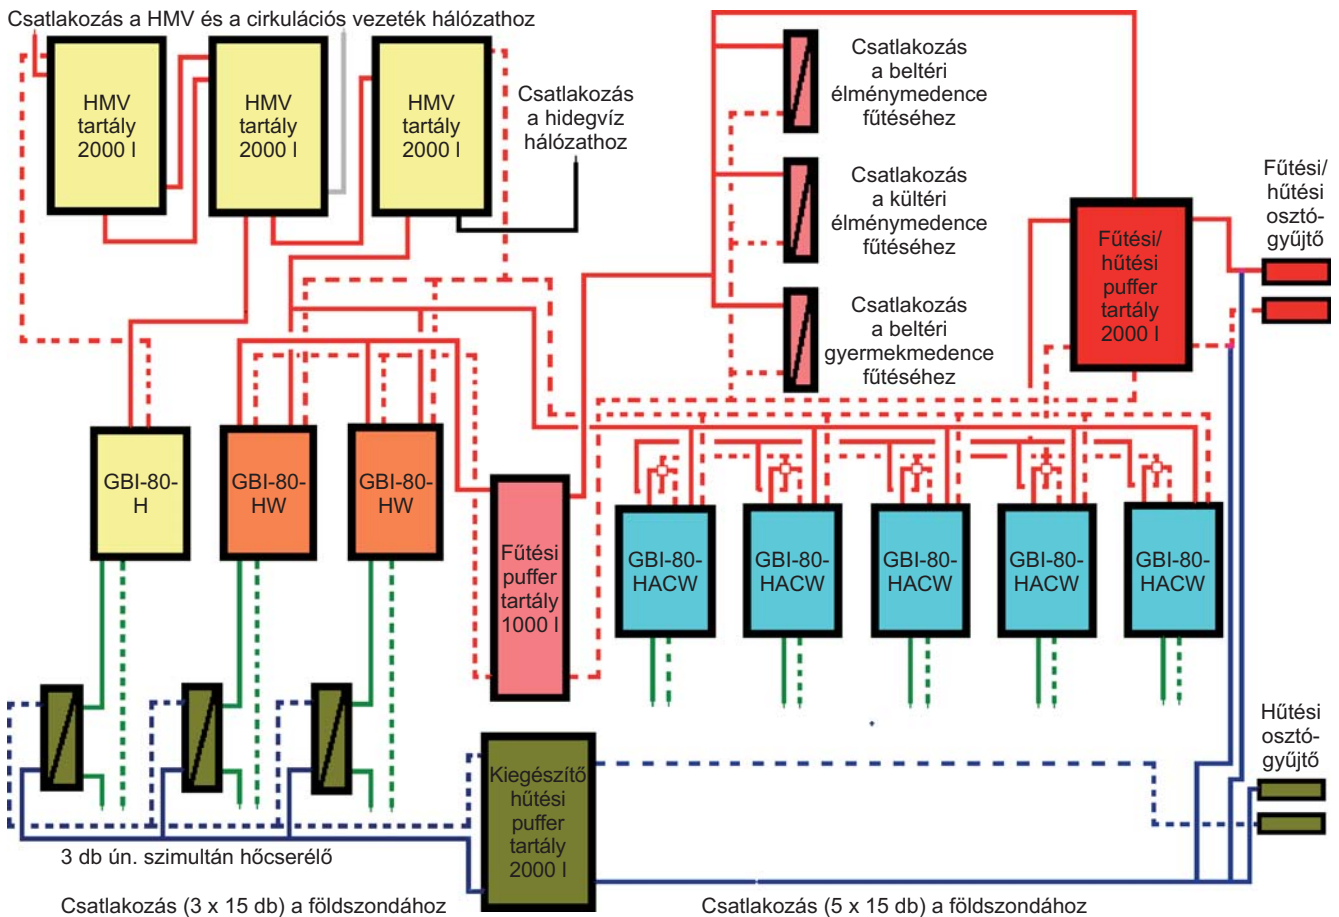 Csatlakozás a HMV és a cirkulációs vezeték hálózathoz
HMV
tartály
2000 l
HMV
tartály
2000 l
HMV
tartály
2000 l
Csatlakozás
a hidegvíz
hálózathoz
Csatlakozás
a beltéri
élménymedence
fűtéséhez
Csatlakozás
a kültéri
élménymedence
fűtéséhez
Csatlakozás
a beltéri
gyermekmedence
fűtéséhez
Fűtési/
hűtési
puffer
tartály
2000 l
Fűtési/
hűtési
osztó-
gyűjtő
GBI-80-
H
GBI-80-
HW
GBI-80-
HW
Fűtési
puffer
tartály
1000 l
GBI-80-
HACW
GBI-80-
HACW
GBI-80-
HACW
GBI-80-
HACW
GBI-80-
HACW
Kiegészítő
hűtési
puffer
tartály
2000 l
Hűtési
osztó-
gyűjtő
3 db ún. szimultán hőcserélő
Csatlakozás (3 x 15 db) a földszondához
Csatlakozás (5 x 15 db) a földszondához